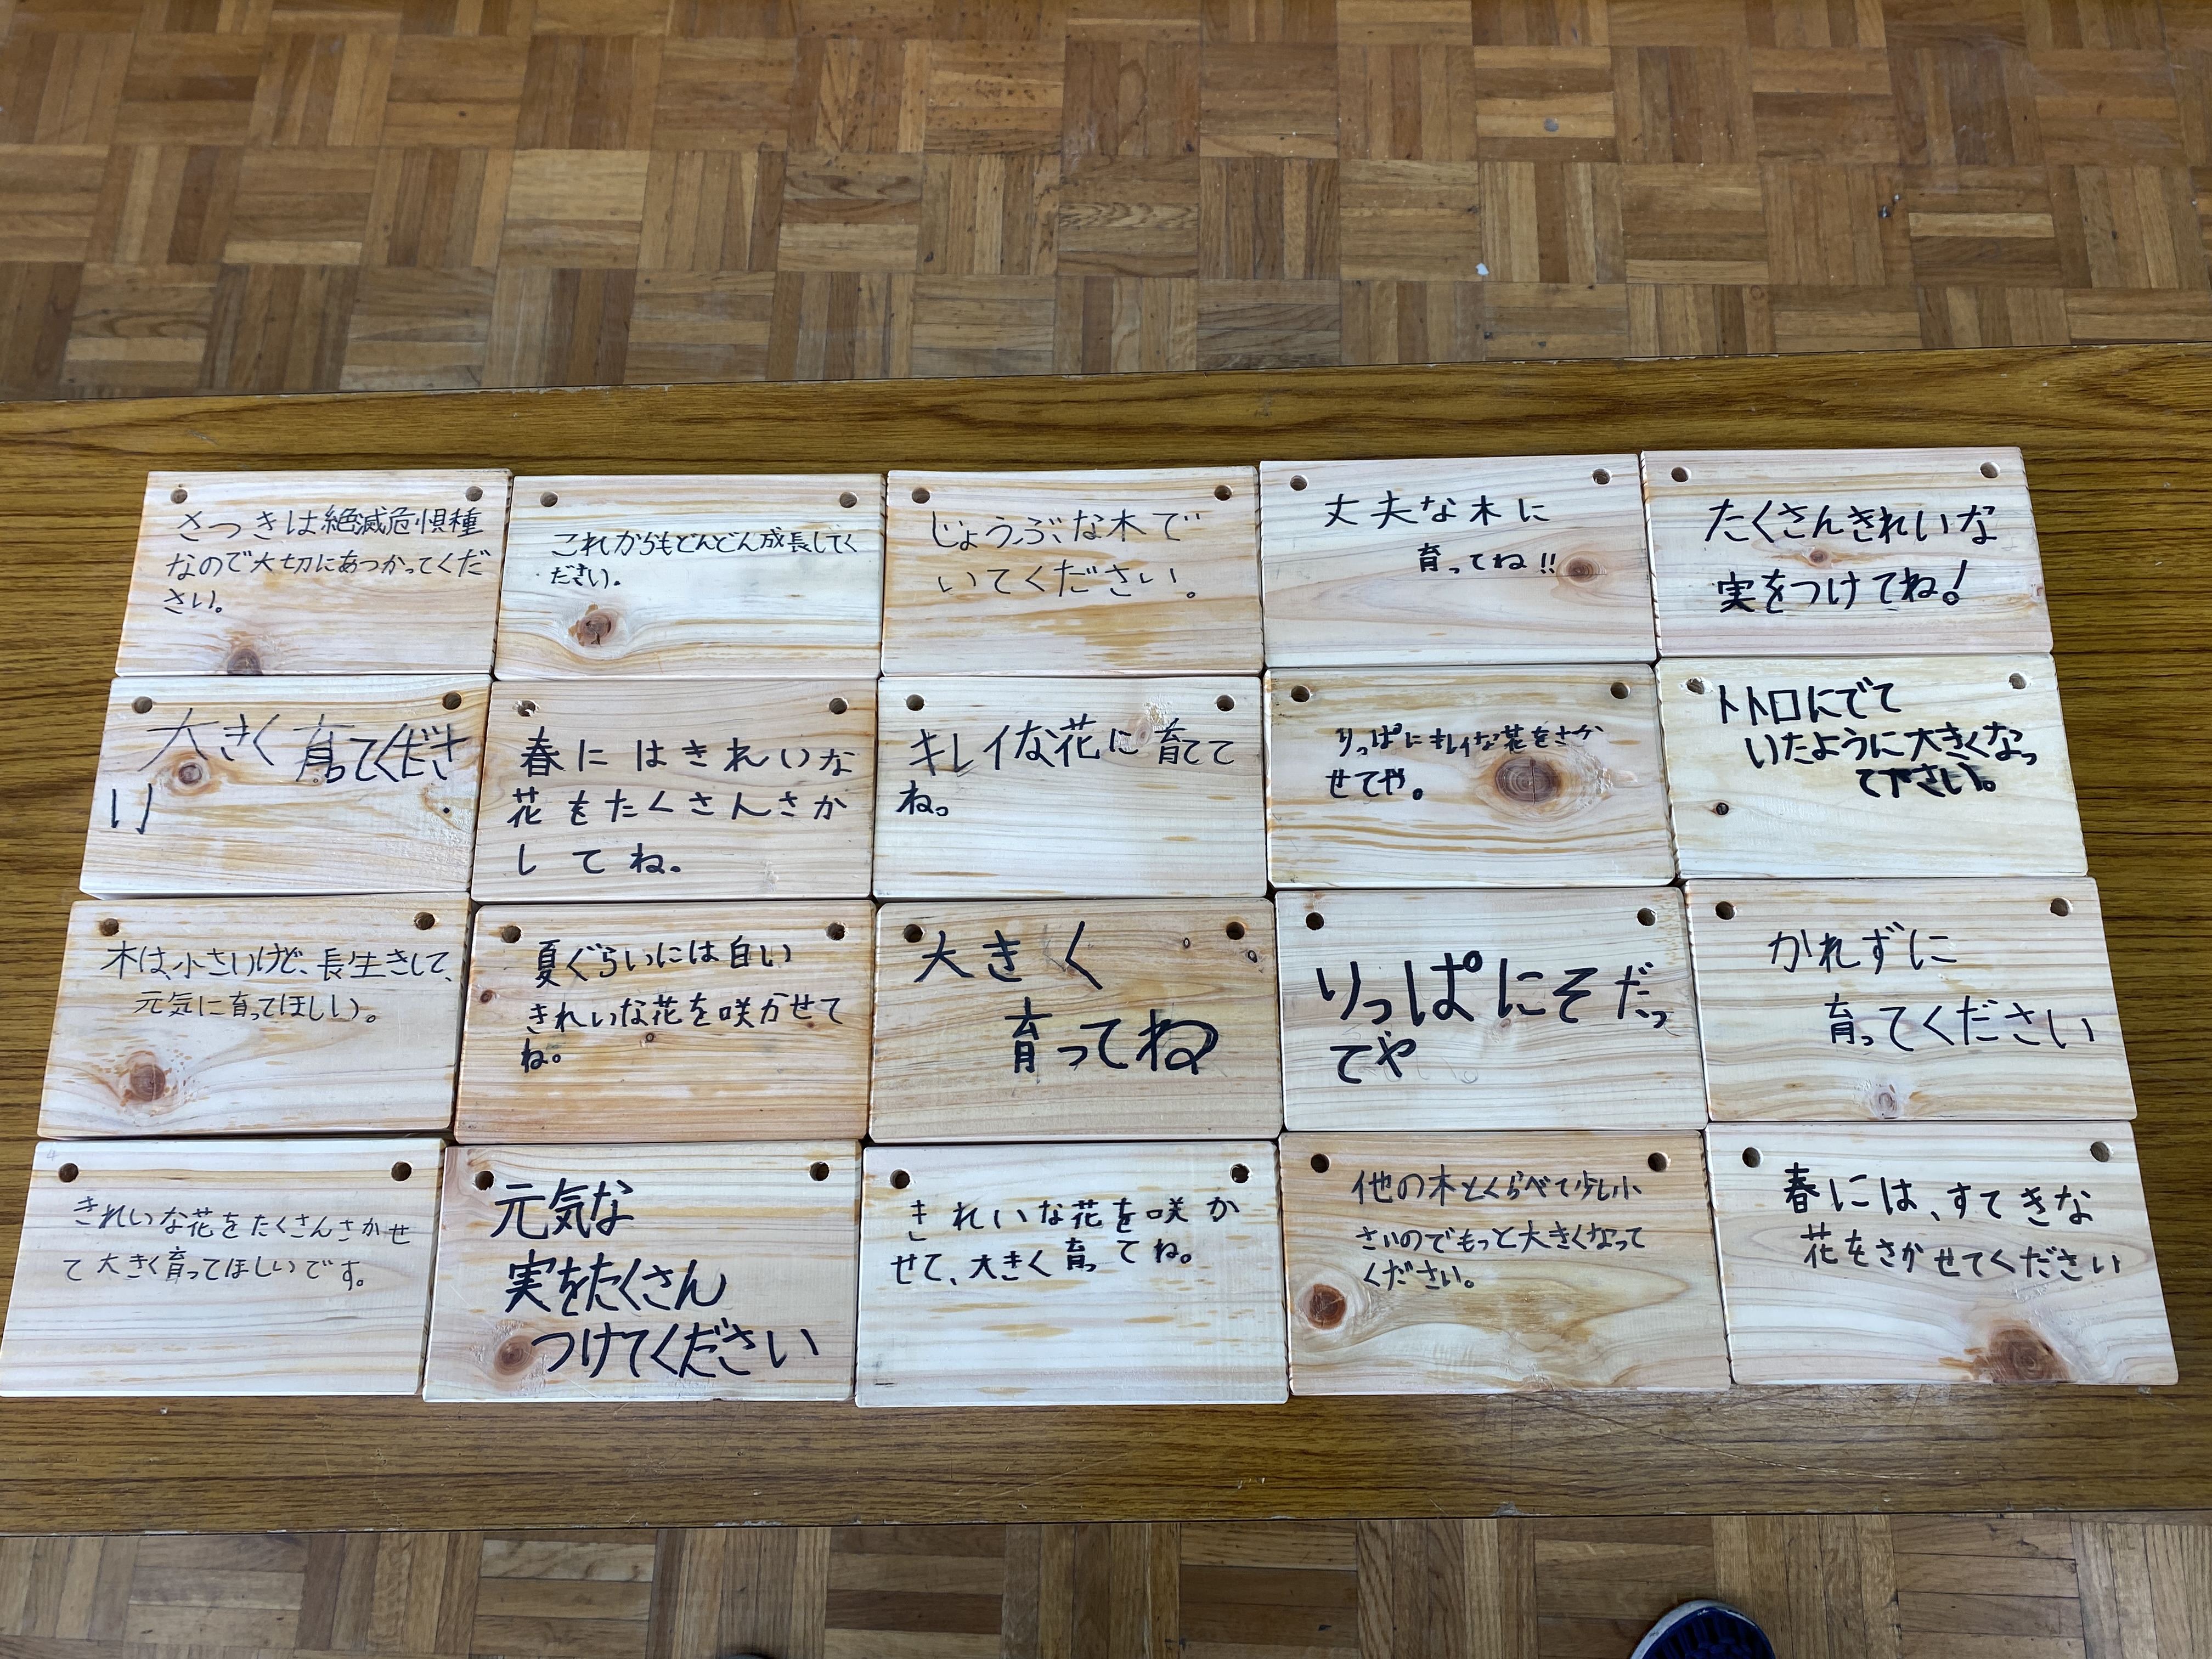 さつきは絶滅危惧種
なので大切にあつかってくだ
さい。
これからもどんどん成長してく
ださい。
じょうぶな木で
いてください。
丈夫な木に
育ってね!!
たくさんきれいな
実をつけてね!
大きく育ってくださ
い
春にはきれいな
花をたくさんさか
してね。
キレイな花に育てて
ね。
りっぱにキレイな花をさか
せてや。
トトロにでて
いたように大きくなっ
て下さい。
木は、小さいけど、長生きして、
元気に育ってほしい。
夏ぐらいには白い
きれいな花を咲かせて
ね。
大きく
育ってね
りっぱにそだっ
てや
かれずに
育ってください
きれいな花をたくさんさかせ
て大きく育ってほしいです。
元気な
実をたくさん
つけてください
きれいな花を咲か
せて、大きく育ってね。
他の木とくらべて少し小
さいのでもっと大きくなって
ください。
春には、すてきな
花をさかせてください